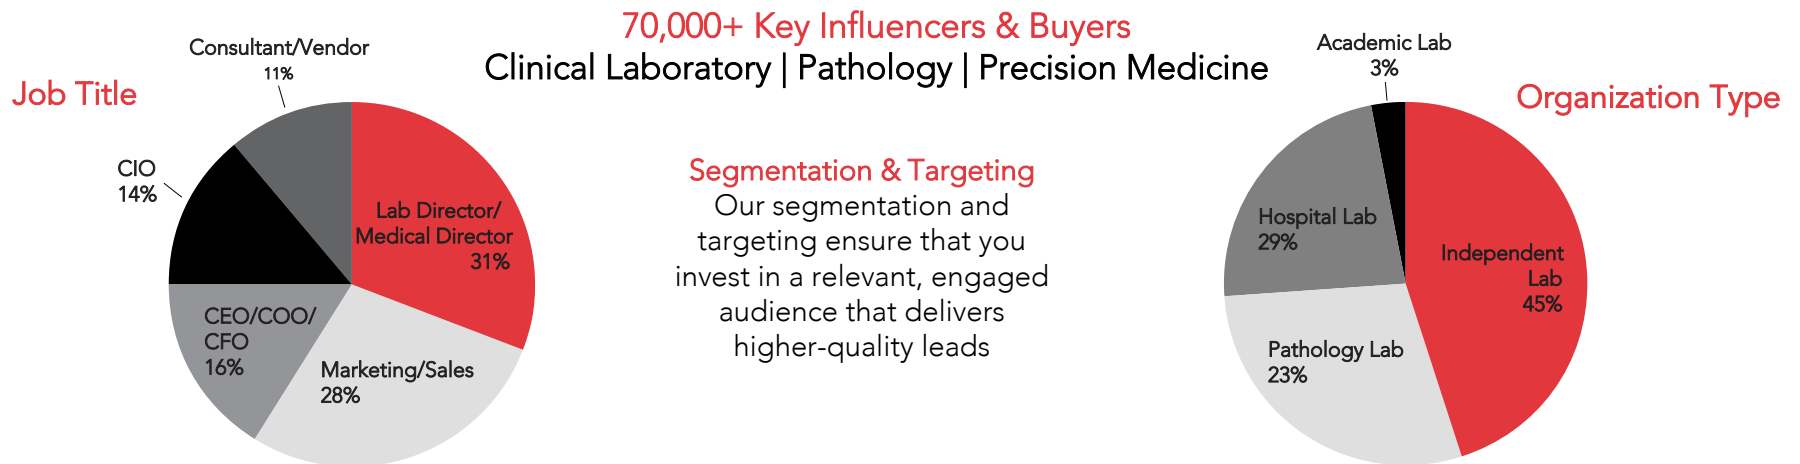 70,000+ Key Influencers & Buyers
Clinical Laboratory | Pathology | Precision Medicine
Job Title
Consultant/Vendor
11%
CIO
14%
Lab Director/
Medical Director
31%
CEO/COO/
CFO
16%
Marketing/Sales
28%
Segmentation & Targeting
Our segmentation and
targeting ensure that you
invest in a relevant, engaged
audience that delivers
higher-quality leads
Organization Type
Academic Lab
3%
Hospital Lab
29%
Independent
Lab
45%
Pathology Lab
23%